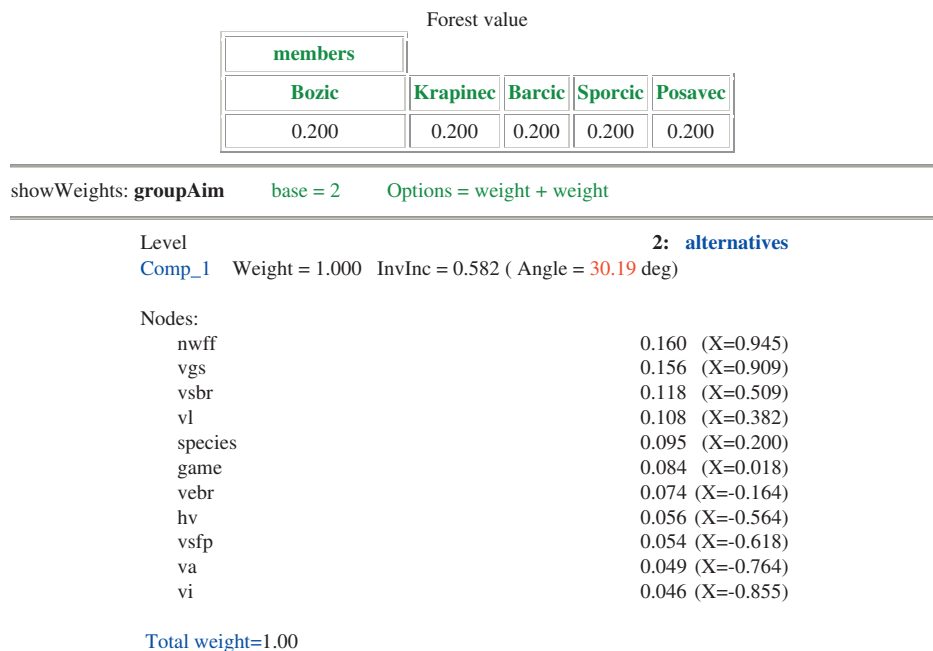 Forest value
members
Bozic Krapinec Barcic Sporcic Posavec
0.200 0.200 0.200 0.200 0.200
showWeights: groupAim base = 2 Options = weight + weight
Level 2: alternatives
Comp_1 Weight = 1.000 InvInc = 0.582 ( Angle = 30.19 deg)
Nodes:
nwff 0.160 (X=0.945)
vgs 0.156 (X=0.909)
vsbr 0.118 (X=0.509)
vl 0.108 (X=0.382)
species 0.095 (X=0.200)
game 0.084 (X=0.018)
vebr 0.074 (X=-0.164)
hv 0.056 (X=-0.564)
vsfp 0.054 (X=-0.618)
va 0.049 (X=-0.764)
vi 0.046 (X=-0.855)
Total weight=1.00